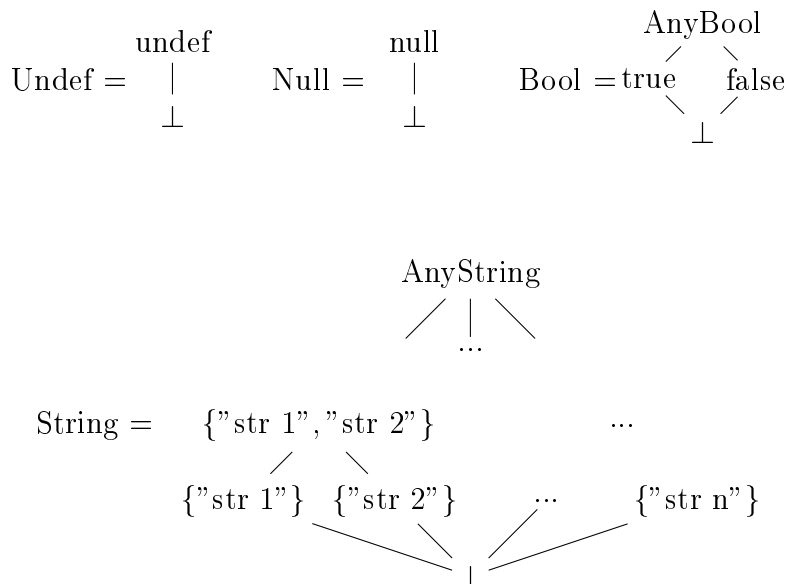 undef
null
AnyBool
Undef =
Null =
Bool = true false
⊥
⊥
⊥
AnyString
...
String = {"str 1", "str 2"} ...
{"str 1"} {"str 2"} ... {"str n"}
⊥